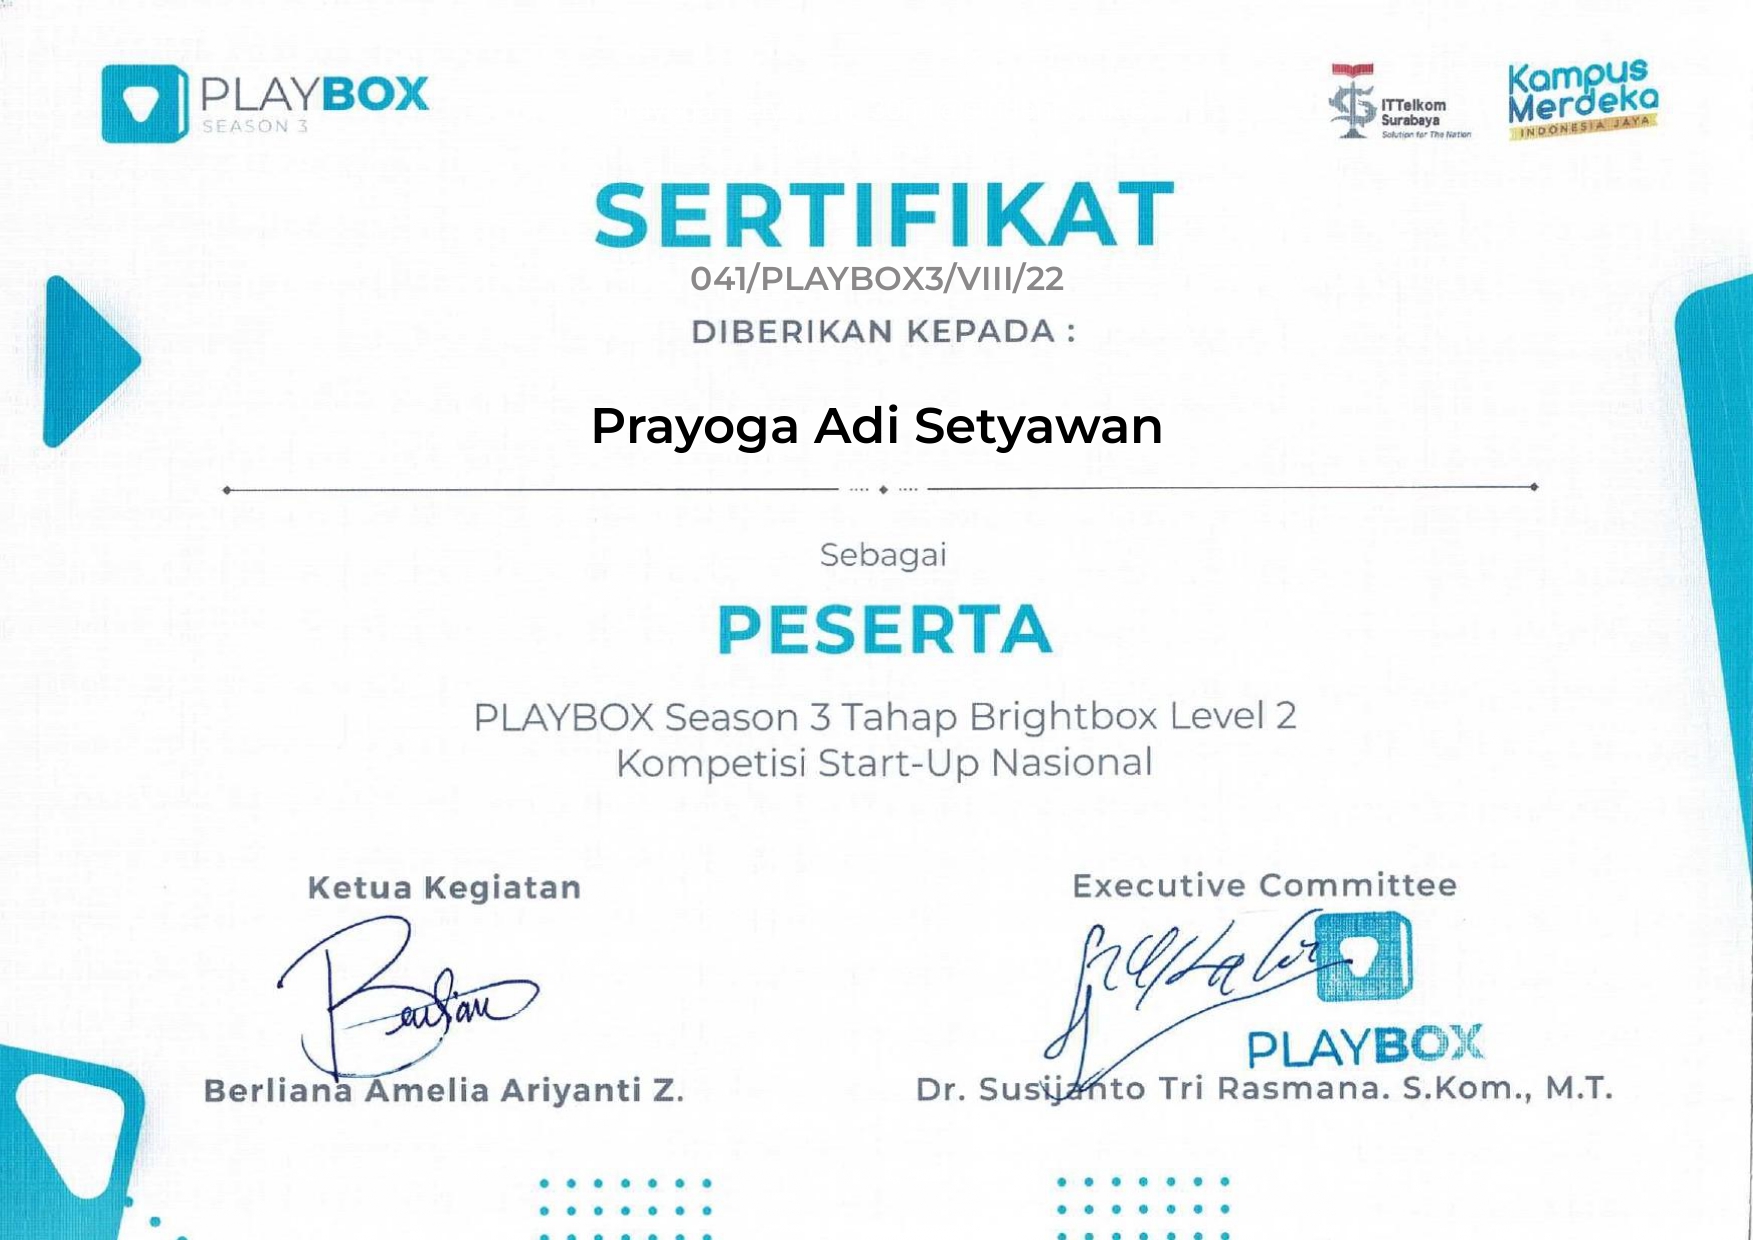 PLAYBOX
SEASON 3
ITTelkom
Surabaya
Solution for The Nation
Kampus
Merdeka
INDONESIA JAYA
SERTIFIKAT
041/PLAYBOX3/VIII/22
DIBERIKAN KEPADA :
Prayoga Adi Setyawan
Sebagai
PESERTA
PLAYBOX Season 3 Tahap Brightbox Level 2
Kompetisi Start-Up Nasional
Ketua Kegiatan
Executive Committee
PLAYBOX
Berliana Amelia Ariyanti Z.
Dr. Susijanto Tri Rasmana. S.Kom., M.T.